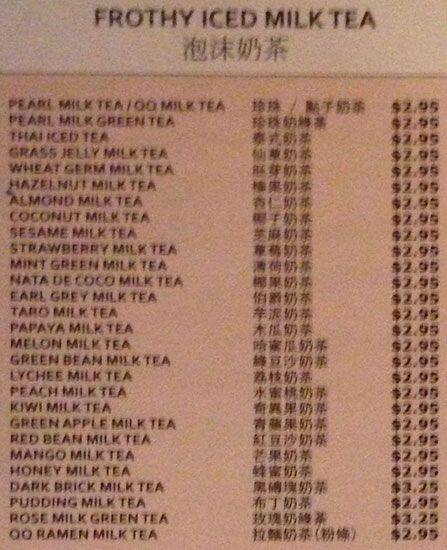 FROTHY ICED MILK TEA
泡沫奶茶
PEARL MILK TEA / QQ MILK TEA 珍珠 / 點子奶茶 $2.95
PEARL MILK GREEN TEA 珍珠奶綠茶 $2.95
THAI ICED TEA 泰式奶茶 $2.95
GRASS JELLY MILK TEA 仙草奶茶 $2.95
WHEAT GERM MILK TEA 胚芽奶茶 $2.95
HAZELNUT MILK TEA 榛果奶茶 $2.95
ALMOND MILK TEA 杏仁奶茶 $2.95
COCONUT MILK TEA 椰子奶茶 $2.95
SESAME MILK TEA 芝麻奶茶 $2.95
STRAWBERRY MILK TEA 草莓奶茶 $2.95
MINT GREEN MILK TEA 薄荷奶茶 $2.95
NATA DE COCO MILK TEA 椰果奶茶 $2.95
EARL GREY MILK TEA 伯爵奶茶 $2.95
TARO MILK TEA 芋泥奶茶 $2.95
PAPAYA MILK TEA 木瓜奶茶 $2.95
MELON MILK TEA 哈蜜瓜奶茶 $2.95
GREEN BEAN MILK TEA 綠豆沙奶茶 $2.95
LYCHEE MILK TEA 荔枝奶茶 $2.95
PEACH MILK TEA 水蜜桃奶茶 $2.95
KIWI MILK TEA 奇異果奶茶 $2.95
GREEN APPLE MILK TEA 青蘋果奶茶 $2.95
RED BEAN MILK TEA 紅豆沙奶茶 $2.95
MANGO MILK TEA 芒果奶茶 $2.95
HONEY MILK TEA 蜂蜜奶茶 $2.95
DARK BRICK MILK TEA 黑磚塊奶茶 $3.25
PUDDING MILK TEA 布丁奶茶 $2.95
ROSE MILK GREEN TEA 玫瑰奶綠茶 $3.25
QQ RAMEN MILK TEA 拉麵奶茶(粉條) $2.95